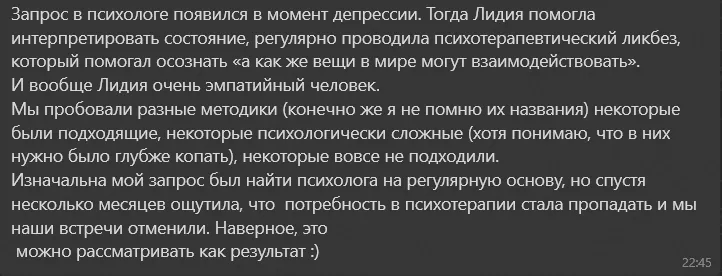 Запрос в психологе появился в момент депрессии. Тогда Лидия помогла
интерпретировать состояние, регулярно проводила психотерапевтический ликбез,
который помогал осознать «а как же вещи в мире могут взаимодействовать».
И вообще Лидия очень эмпатийный человек.
Мы пробовали разные методики (конечно же я не помню их названия) некоторые
были подходящие, некоторые психологически сложные (хотя понимаю, что в них
нужно было глубже копать), некоторые вовсе не подходили.
Изначальна мой запрос был найти психолога на регулярную основу, но спустя
несколько месяцев ощутила, что  потребность в психотерапии стала пропадать и мы
наши встречи отменили. Наверное, это
 можно рассматривать как результат :)
22:45